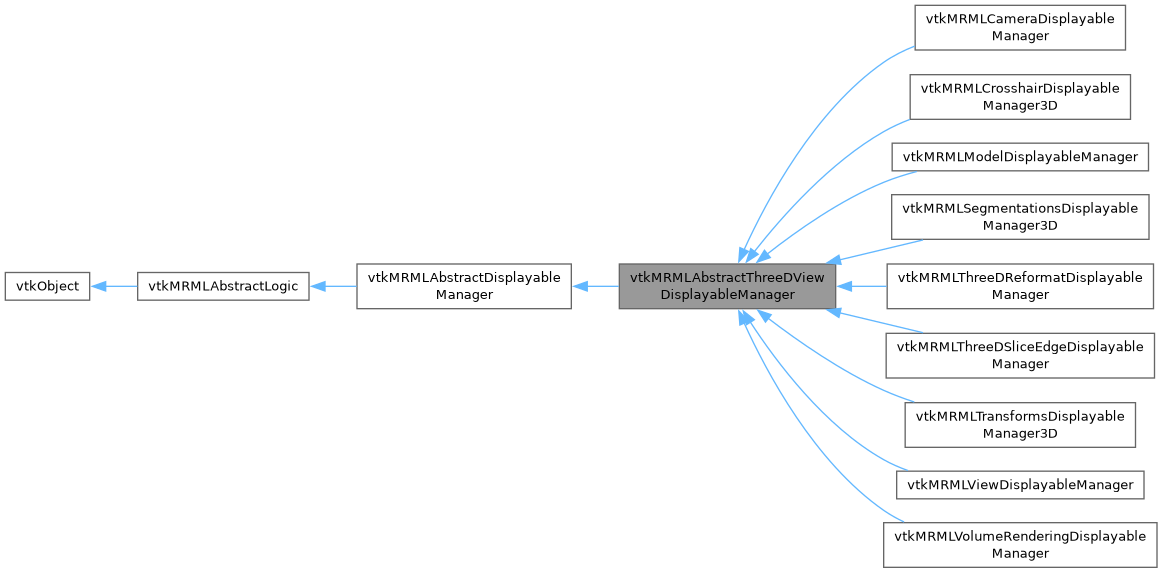 vtkMRMLCameraDisplayable
Manager
vtkMRMLCrosshairDisplayable
Manager3D
vtkMRMLModelDisplayableManager
vtkMRMLSegmentationsDisplayable
Manager3D
vtkObject
vtkMRMLAbstractLogic
vtkMRMLAbstractDisplayable
Manager
vtkMRMLAbstractThreeDView
DisplayableManager
vtkMRMLThreeDReformatDisplayable
Manager
vtkMRMLThreeDSliceEdgeDisplayable
Manager
vtkMRMLTransformsDisplayable
Manager3D
vtkMRMLViewDisplayableManager
vtkMRMLVolumeRenderingDisplayable
Manager